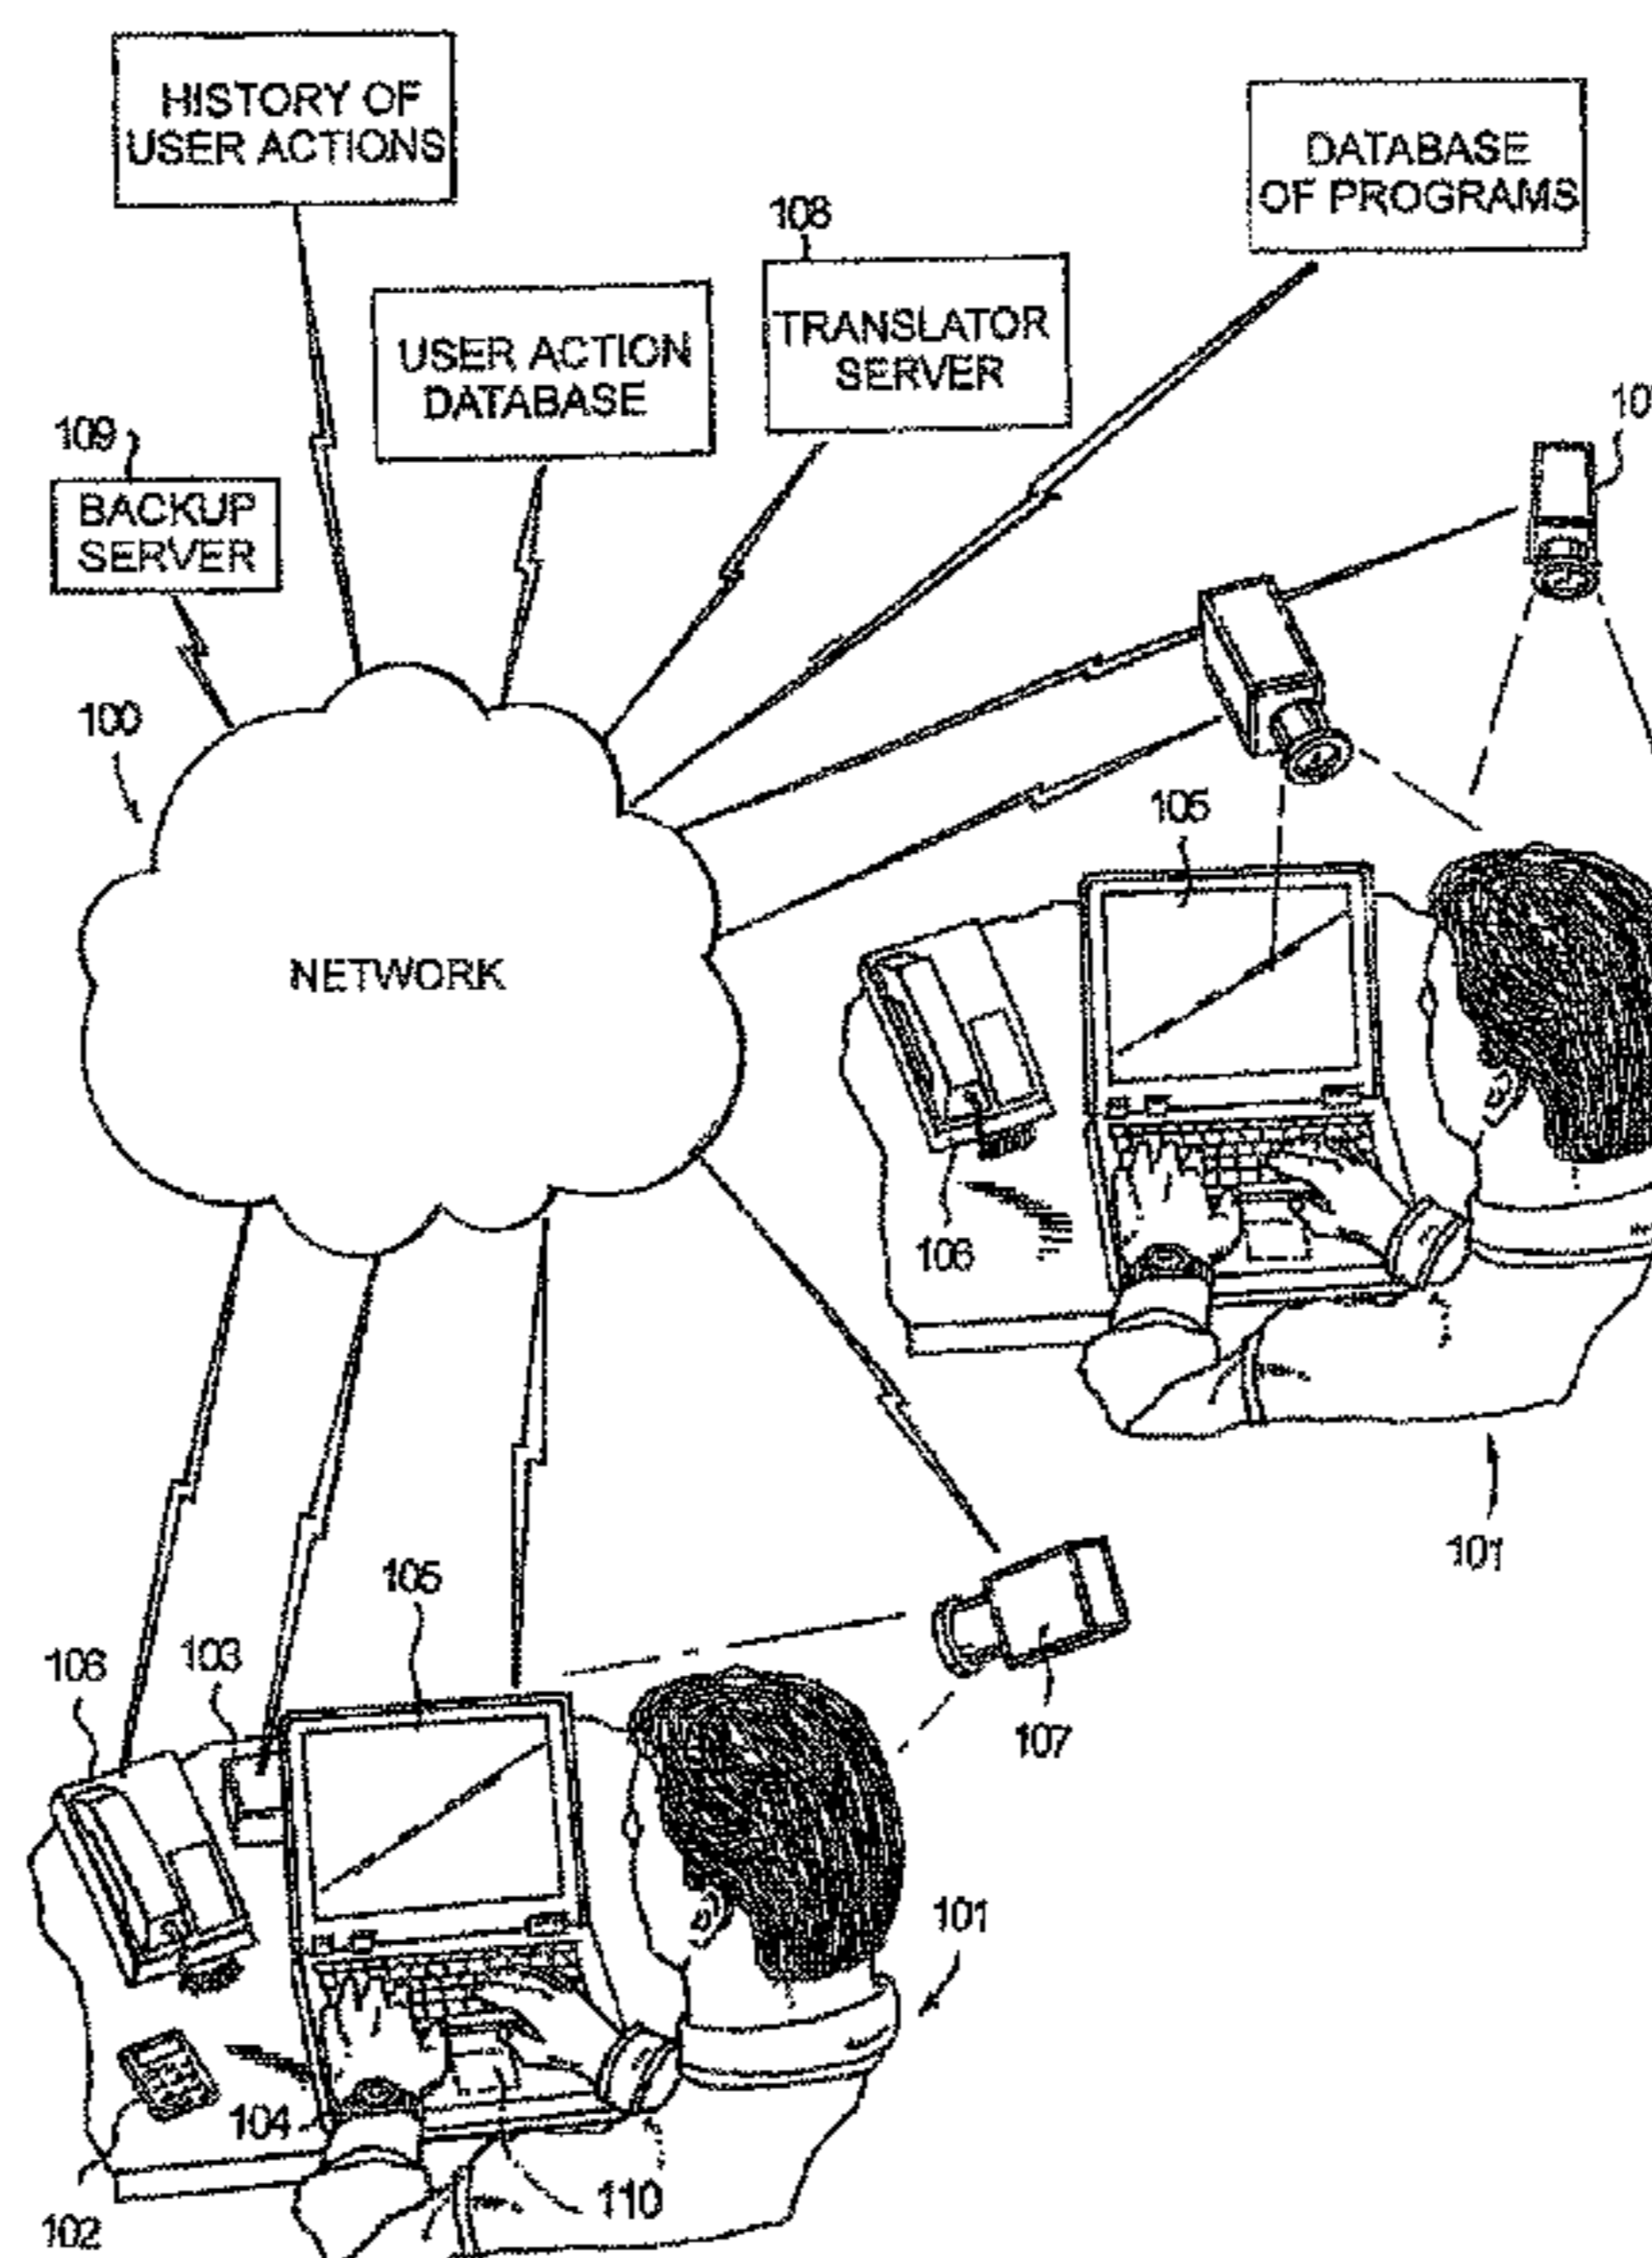 HISTORY OF
USER ACTIONS
DATABASE
OF PROGRAMS
108
TRANSLATOR
SERVER
USER ACTION
DATABASE
109
BACKUP
SERVER
100
NETWORK
105
106
101
105
106
103
107
101
104
110
102